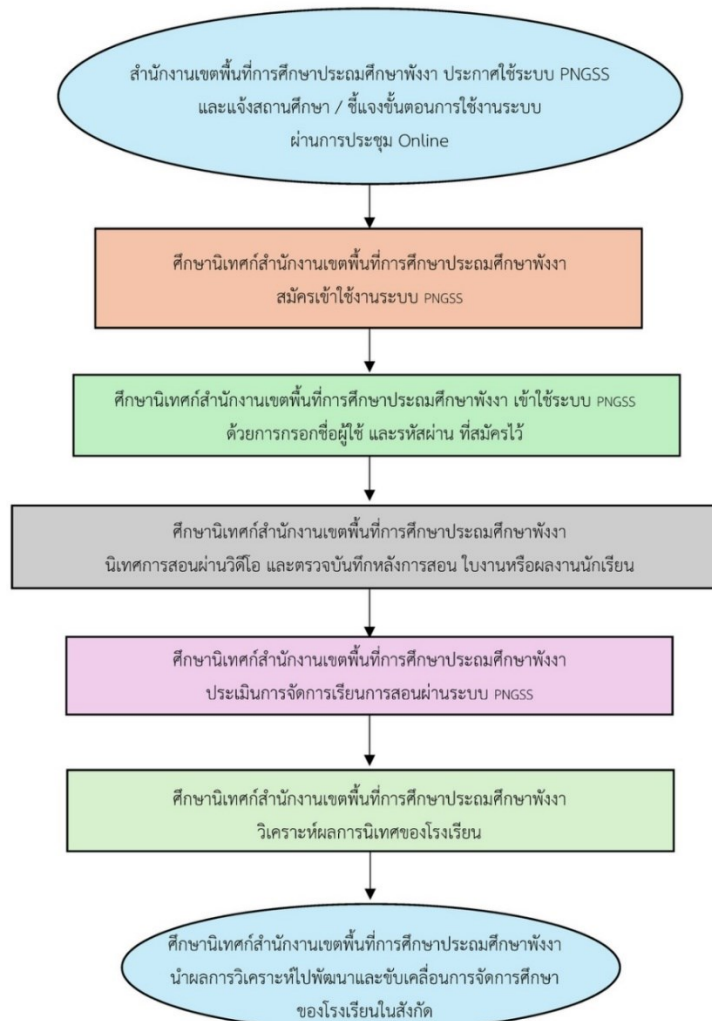 สำนักงานเขตพื้นที่การศึกษาประถมศึกษาพังงา ประกาศใช้ระบบ PNGSS
และแจ้งสถานศึกษา / ชี้แจงขั้นตอนการใช้งานระบบ
ผ่านการประชุม Online
ศึกษานิเทศก์สำนักงานเขตพื้นที่การศึกษาประถมศึกษาพังงา
สมัครเข้าใช้งานระบบ PNGSS
ศึกษานิเทศก์สำนักงานเขตพื้นที่การศึกษาประถมศึกษาพังงา เข้าใช้ระบบ PNGSS
ด้วยการกรอกชื่อผู้ใช้ และรหัสผ่าน ที่สมัครไว้
ศึกษานิเทศก์สำนักงานเขตพื้นที่การศึกษาประถมศึกษาพังงา
นิเทศการสอนผ่านวิดีโอ และตรวจบันทึกหลังการสอน ใบงานหรือผลงานนักเรียน
ศึกษานิเทศก์สำนักงานเขตพื้นที่การศึกษาประถมศึกษาพังงา
ประเมินการจัดการเรียนการสอนผ่านระบบ PNGSS
ศึกษานิเทศก์สำนักงานเขตพื้นที่การศึกษาประถมศึกษาพังงา
วิเคราะห์ผลการนิเทศของโรงเรียน
ศึกษานิเทศก์สำนักงานเขตพื้นที่การศึกษาประถมศึกษาพังงา
นำผลการวิเคราะห์ไปพัฒนาและขับเคลื่อนการจัดการศึกษา
ของโรงเรียนในสังกัด